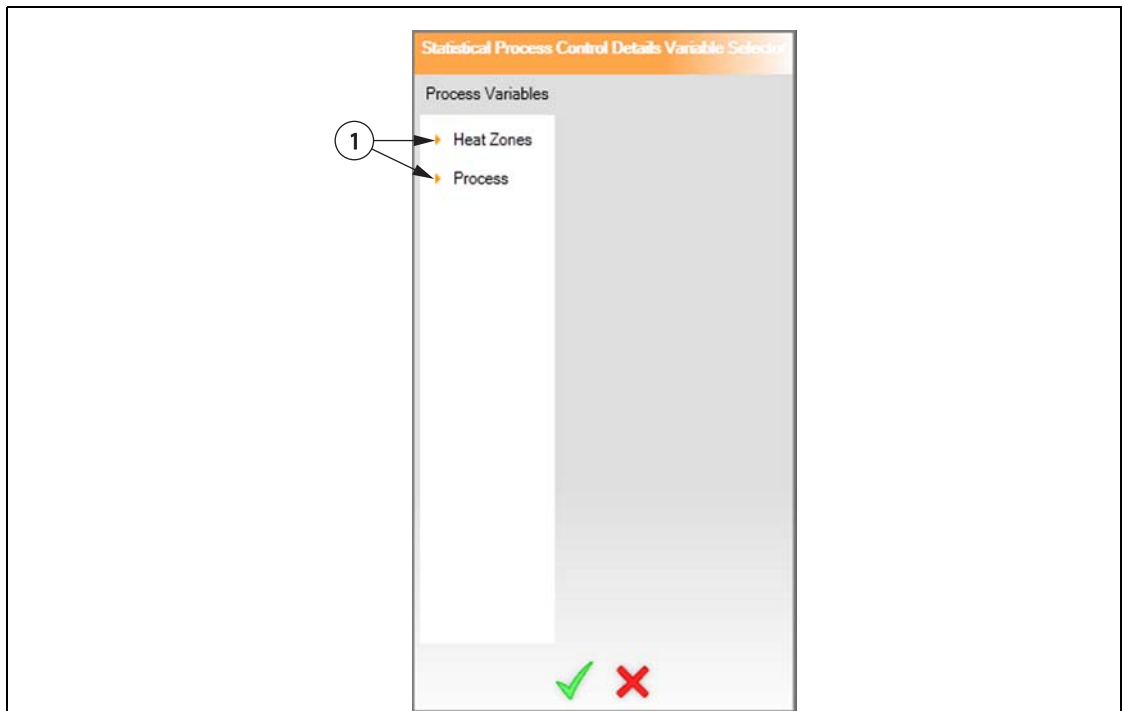 Statistical Process Control Details Variable Selector
Process Variables
1
Heat Zones
Process